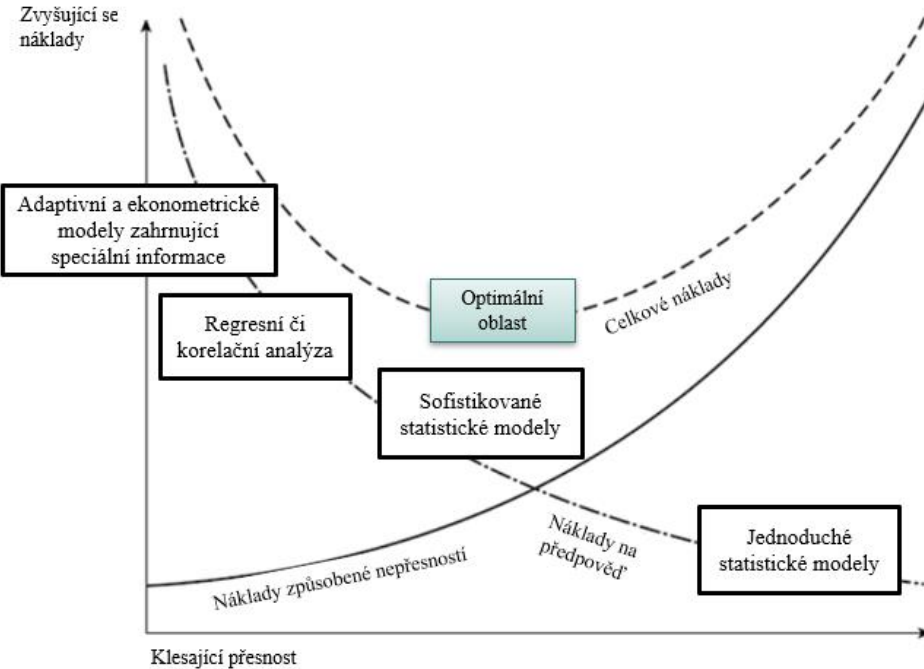 Zvyšující se
náklady
Adaptivní a ekonometrické
modely zahrnující
speciální informace
Optimální
oblast
Celkové náklady
Regresní či
korelační analýza
Sofistikované
statistické modely
Náklady na
předpověď
Jednoduché
statistické modely
Náklady způsobené nepřesností
Klesající přesnost